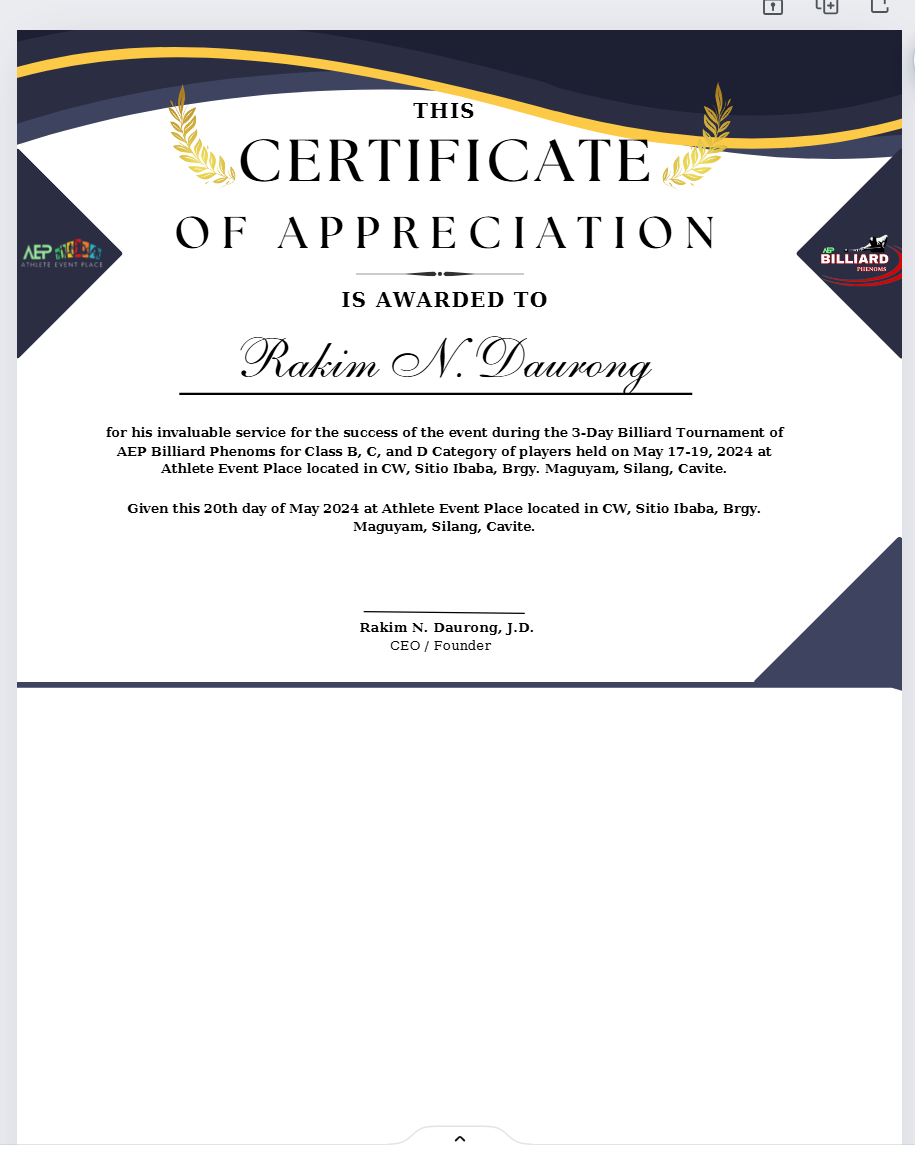 THIS
CERTIFICATE
OF APPRECIATION
AEP
ATHLETE EVENT PLACE
AEP
BILLIARD
PHENOMS
IS AWARDED TO
Rakim N. Daurong
for his invaluable service for the success of the event during the 3-Day Billiard Tournament of
AEP Billiard Phenoms for Class B, C, and D Category of players held on May 17-19, 2024 at
Athlete Event Place located in CW, Sitio Ibaba, Brgy. Maguyam, Silang, Cavite.
Given this 20th day of May 2024 at Athlete Event Place located in CW, Sitio Ibaba, Brgy.
Maguyam, Silang, Cavite.
Rakim N. Daurong, J.D.
CEO / Founder